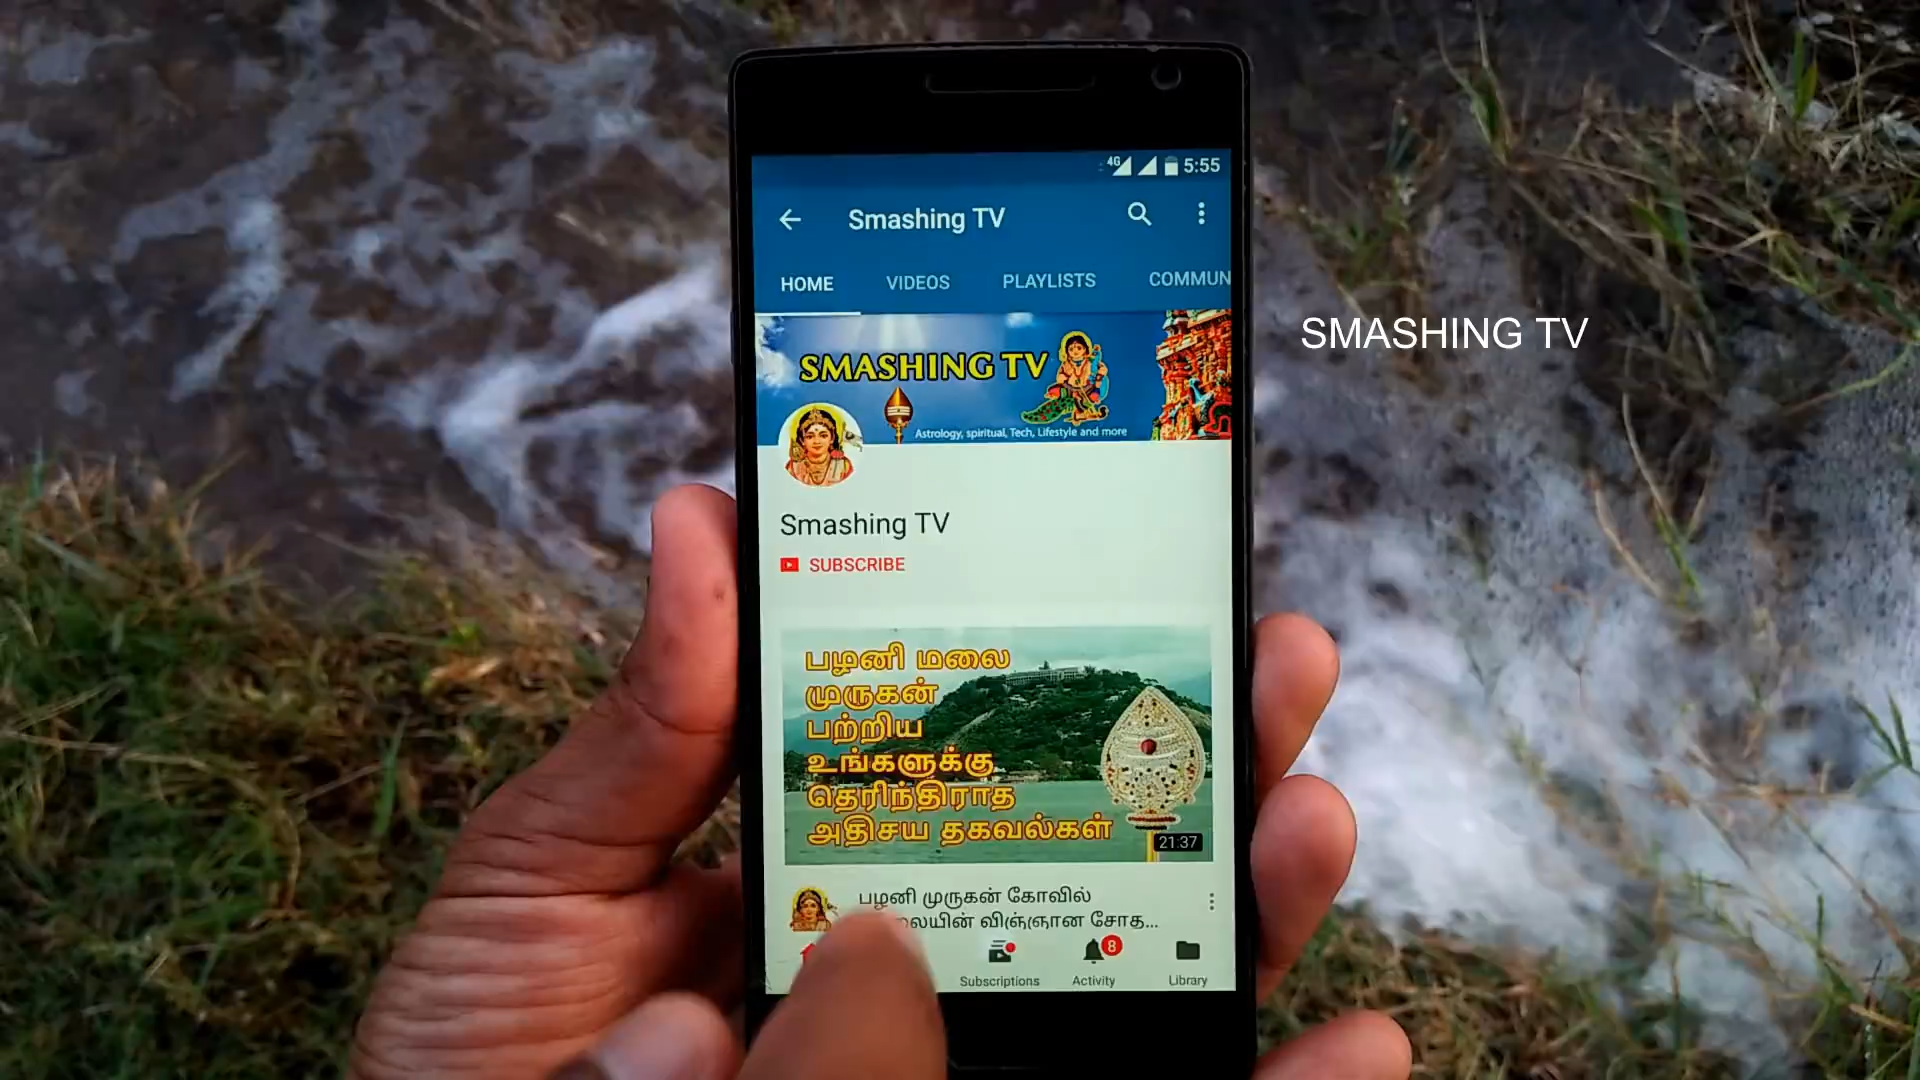 4G 5:55
Smashing TV
HOME VIDEOS PLAYLISTS COMMUN
SMASHING TV
Astrology, spiritual, Tech, Lifestyle and more
Smashing TV
SUBSCRIBE
பழனி மலை
முருகன்
பற்றிய
உங்களுக்கு
தெரிந்திராத
அதிசய தகவல்கள்
21:37
பழனி முருகன் கோவில்
லையின் விஞ்ஞான சோத...
8
Subscriptions Activity Library
SMASHING TV